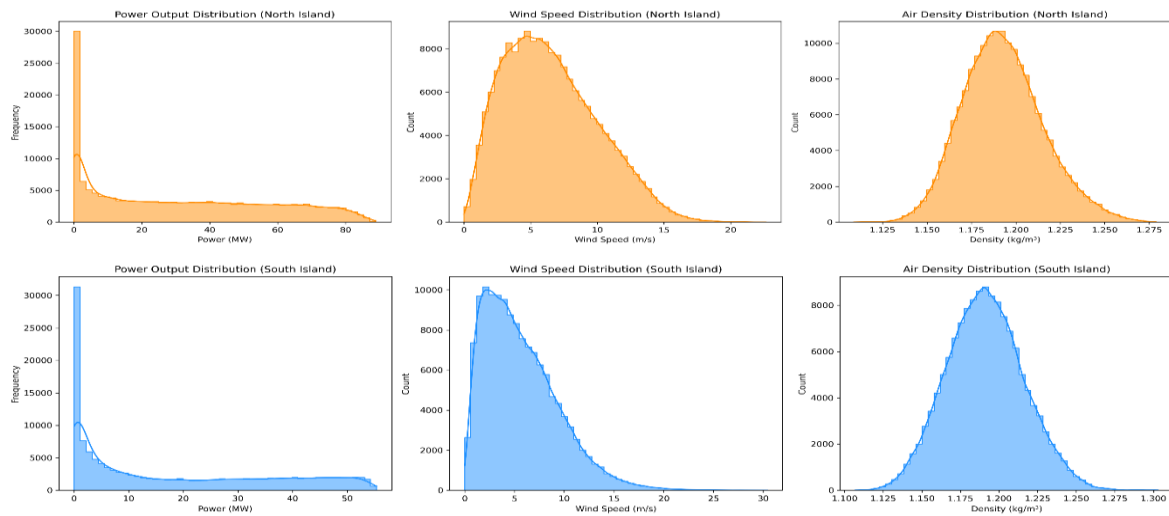 Power Output Distribution (North Island)
Frequency
30000
25000
20000
15000
10000
5000
0
0 20 40 60 80
Power (MW)
Wind Speed Distribution (North Island)
Count
8000
6000
4000
2000
0
0 5 10 15 20
Wind Speed (m/s)
Air Density Distribution (North Island)
Count
10000
8000
6000
4000
2000
0
1.125 1.150 1.175 1.200 1.225 1.250 1.275
Density (kg/m³)
Power Output Distribution (South Island)
Frequency
30000
25000
20000
15000
10000
5000
0
0 10 20 30 40 50
Power (MW)
Wind Speed Distribution (South Island)
Count
10000
8000
6000
4000
2000
0
0 5 10 15 20 25 30
Wind Speed (m/s)
Air Density Distribution (South Island)
Count
8000
6000
4000
2000
0
1.100 1.125 1.150 1.175 1.200 1.225 1.250 1.275 1.300
Density (kg/m³)